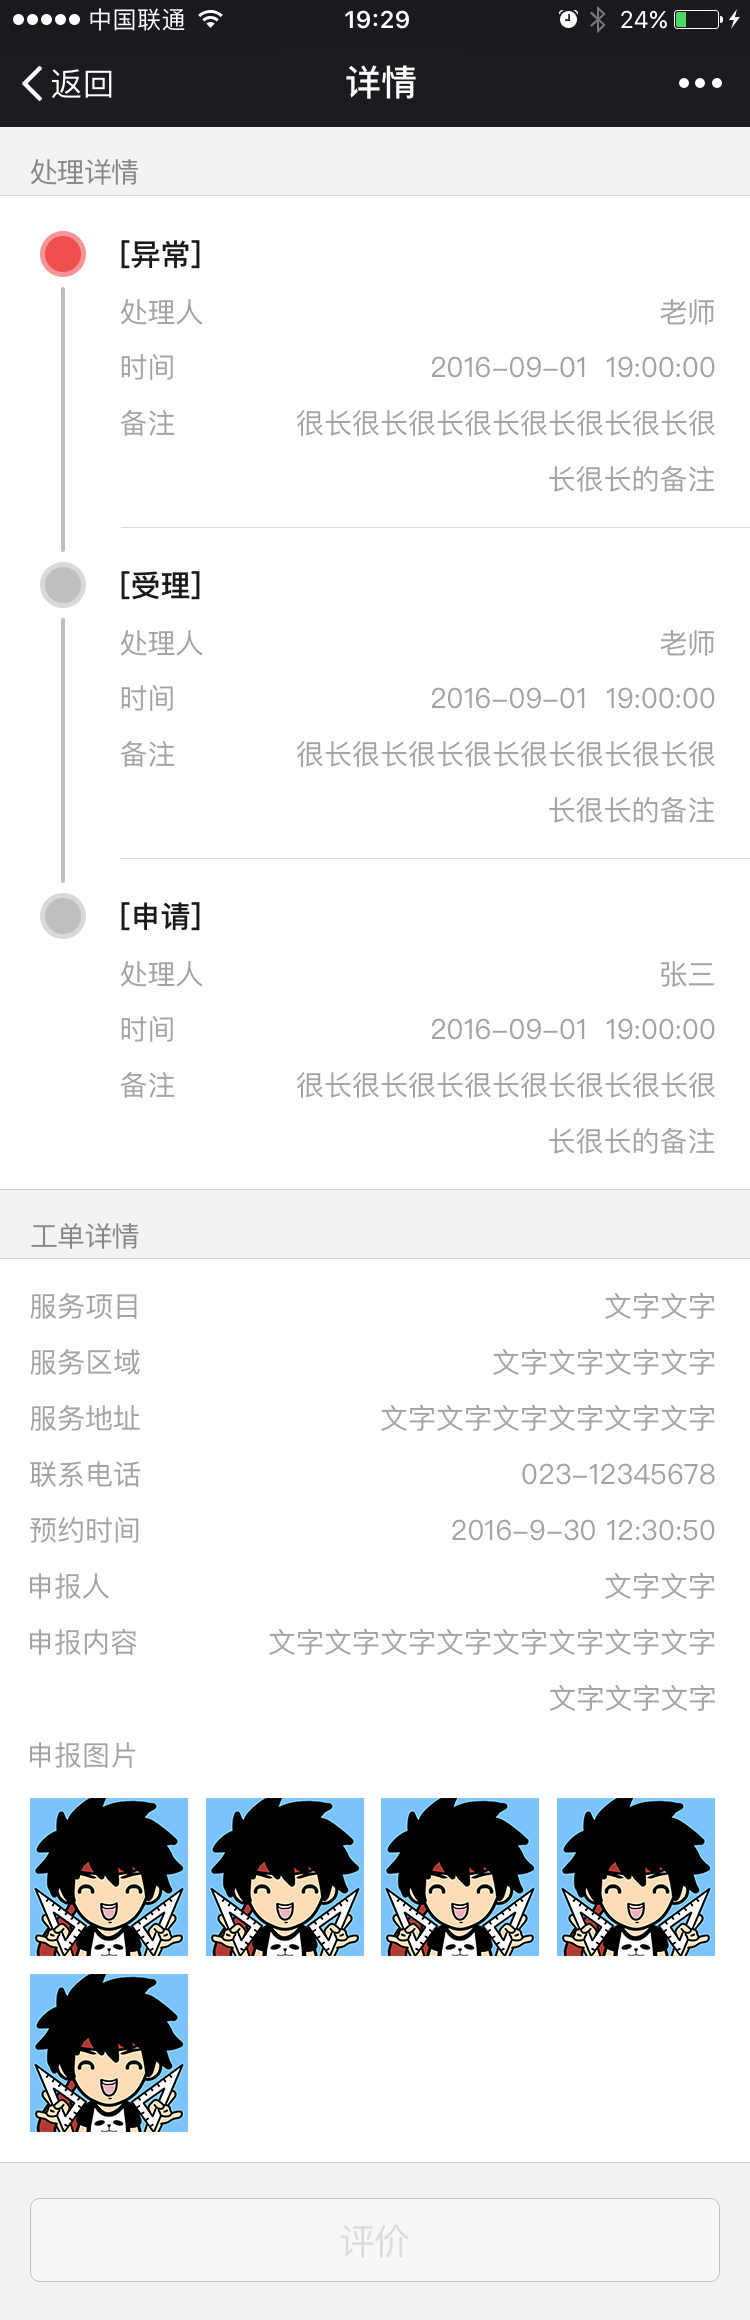 中国联通 19:29 24%
返回 详情
处理详情
[异常]
处理人 老师
时间 2016-09-01 19:00:00
备注 很长很长很长很长很长很长很长很
长很长的备注
[受理]
处理人 老师
时间 2016-09-01 19:00:00
备注 很长很长很长很长很长很长很长很
长很长的备注
[申请]
处理人 张三
时间 2016-09-01 19:00:00
备注 很长很长很长很长很长很长很长很
长很长的备注
工单详情
服务项目 文字文字
服务区域 文字文字文字文字
服务地址 文字文字文字文字文字文字
联系电话 023-12345678
预约时间 2016-9-30 12:30:50
申报人 文字文字
申报内容 文字文字文字文字文字文字文字文字
文字文字文字
申报图片
评价